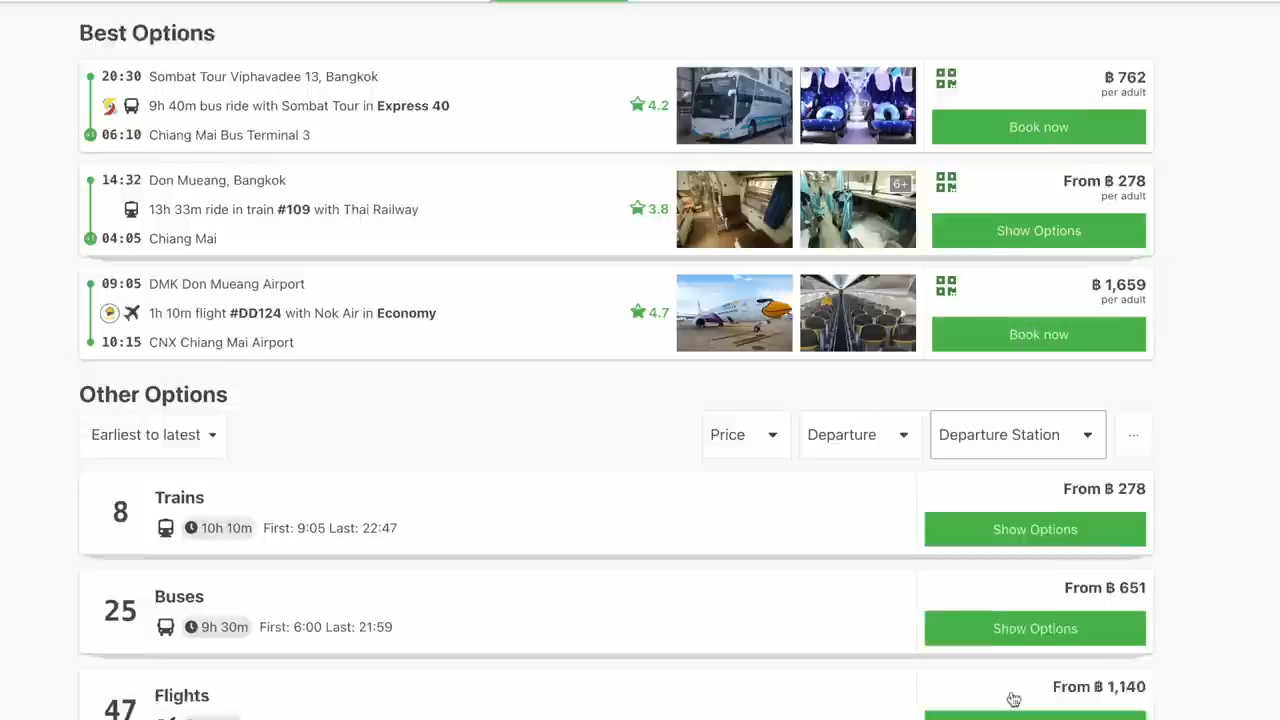 Best Options
20:30 Sombat Tour Viphavadee 13, Bangkok
9h 40m bus ride with Sombat Tour in Express 40
4.2
฿ 762
per adult
Book now
+1 06:10 Chiang Mai Bus Terminal 3
14:32 Don Mueang, Bangkok
13h 33m ride in train #109 with Thai Railway
3.8
6+
From ฿ 278
per adult
Show Options
+1 04:05 Chiang Mai
09:05 DMK Don Mueang Airport
1h 10m flight #DD124 with Nok Air in Economy
4.7
฿ 1,659
per adult
Book now
10:15 CNX Chiang Mai Airport
Other Options
Earliest to latest
Price
Departure
Departure Station
...
8
Trains
10h 10m First: 9:05 Last: 22:47
From ฿ 278
Show Options
25
Buses
9h 30m First: 6:00 Last: 21:59
From ฿ 651
Show Options
47
Flights
From ฿ 1,140